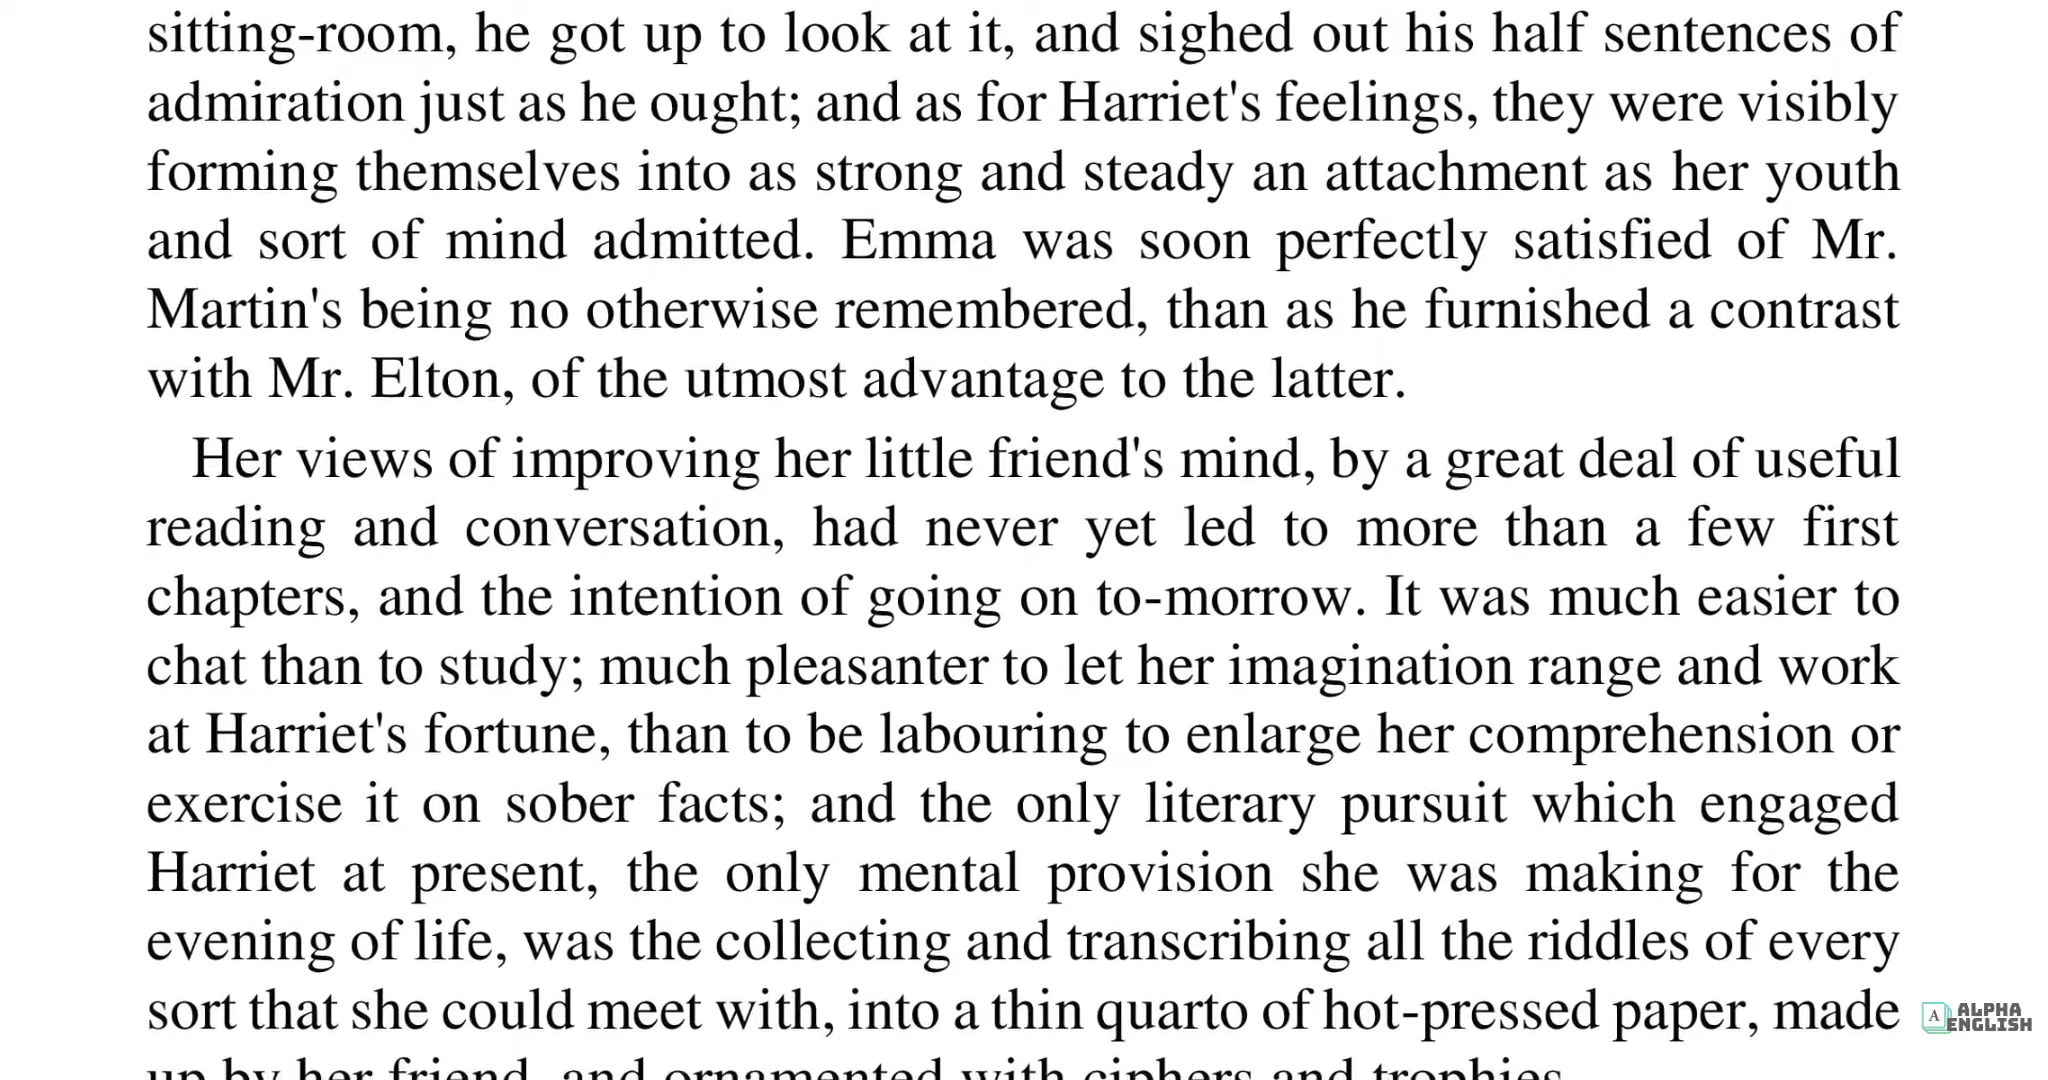 sitting-room, he got up to look at it, and sighed out his half sentences of
admiration just as he ought; and as for Harriet's feelings, they were visibly
forming themselves into as strong and steady an attachment as her youth
and sort of mind admitted. Emma was soon perfectly satisfied of Mr.
Martin's being no otherwise remembered, than as he furnished a contrast
with Mr. Elton, of the utmost advantage to the latter.
Her views of improving her little friend's mind, by a great deal of useful
reading and conversation, had never yet led to more than a few first
chapters, and the intention of going on to-morrow. It was much easier to
chat than to study; much pleasanter to let her imagination range and work
at Harriet's fortune, than to be labouring to enlarge her comprehension or
exercise it on sober facts; and the only literary pursuit which engaged
Harriet at present, the only mental provision she was making for the
evening of life, was the collecting and transcribing all the riddles of every
sort that she could meet with, into a thin quarto of hot-pressed paper, made
up by her friend, and ornamented with ciphers and trophies.
A ALPHA
ENGLISH